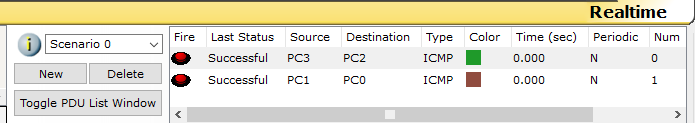 Realtime
Scenario 0
New Delete
Toggle PDU List Window
Fire Last Status Source Destination Type Color Time (sec) Periodic Num
Successful PC3 PC2 ICMP 0.000 N 0
Successful PC1 PC0 ICMP 0.000 N 1